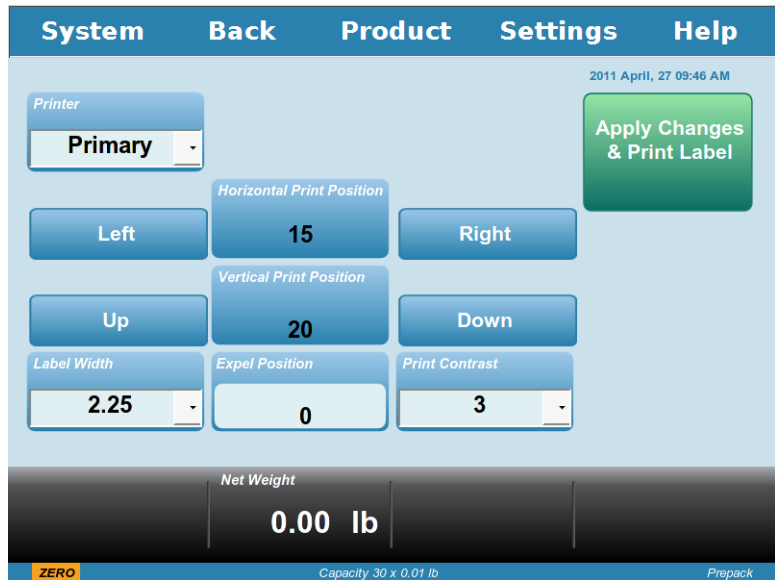 System Back Product Settings Help
2011 April, 27 09:46 AM
Printer
Primary
Apply Changes
& Print Label
Horizontal Print Position
Left 15 Right
Vertical Print Position
Up 20 Down
Label Width Expel Position Print Contrast
2.25 0 3
Net Weight
0.00 lb
ZERO Capacity 30 x 0.01 lb Prepack